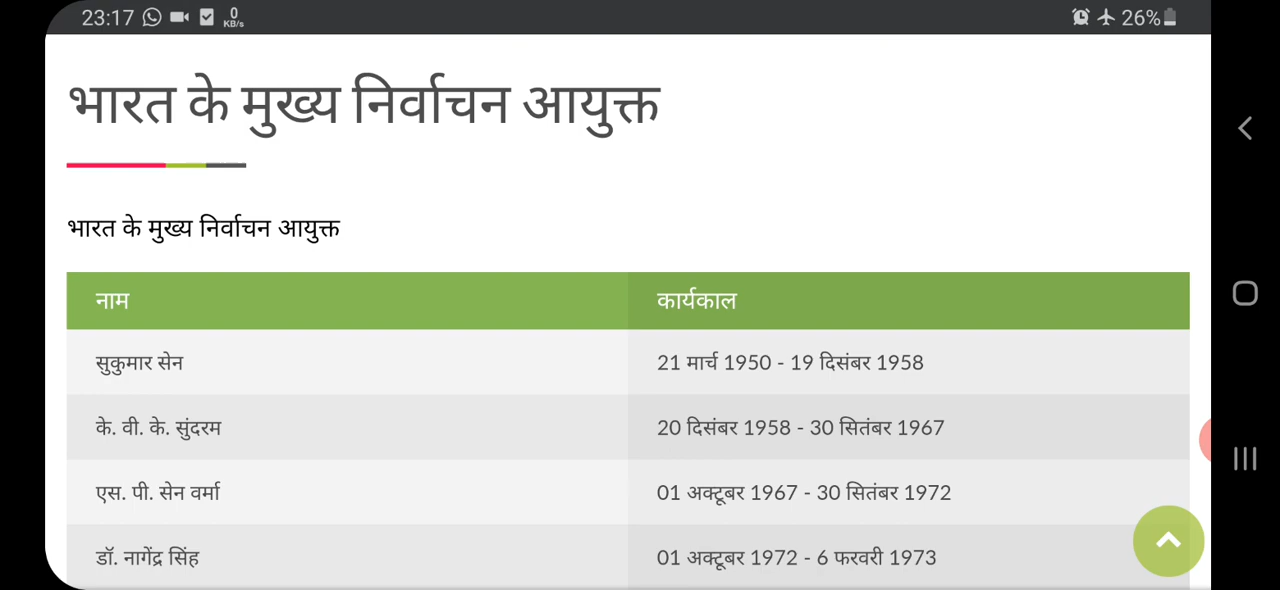 23:17 0 KB/s 26%
भारत के मुख्य निर्वाचन आयुक्त
भारत के मुख्य निर्वाचन आयुक्त
नाम कार्यकाल
सुकुमार सेन 21 मार्च 1950 - 19 दिसंबर 1958
के. वी. के. सुंदरम 20 दिसंबर 1958 - 30 सितंबर 1967
एस. पी. सेन वर्मा 01 अक्टूबर 1967 - 30 सितंबर 1972
डॉ. नागेंद्र सिंह 01 अक्टूबर 1972 - 6 फरवरी 1973